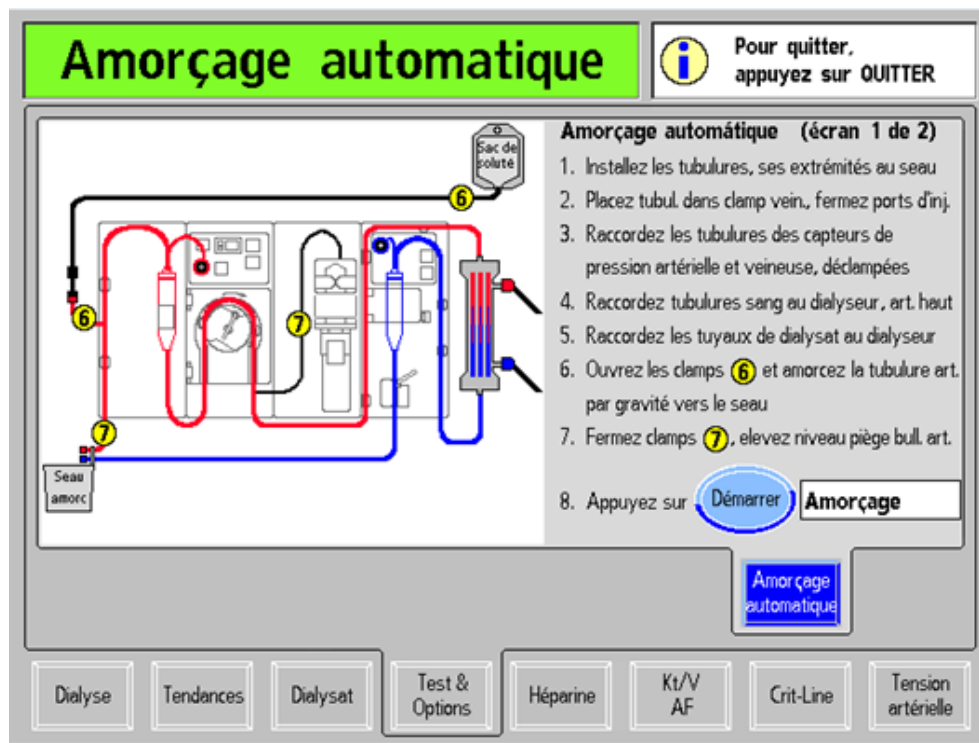 Amorçage automatique
Pour quitter,
appuyez sur QUITTER
Sac de
soluté
6
6
7
7
Seau
amorc
Amorçage automátique (écran 1 de 2)
1. Installez les tubulures, ses extrémités au seau
2. Placez tubul. dans clamp vein., fermez ports d'inj.
3. Raccordez les tubulures des capteurs de
pression artérielle et veineuse, déclampées
4. Raccordez tubulures sang au dialyseur, art. haut
5. Raccordez les tuyaux de dialysat au dialyseur
6. Ouvrez les clamps 6 et amorcez la tubulure art.
par gravité vers le seau
7. Fermez clamps 7, elevez niveau piège bull. art.
8. Appuyez sur Démarrer Amorçage
Amorçage
automatique
Dialyse
Tendances
Dialysat
Test &
Options
Héparine
Kt/V
AF
Crit-Line
Tension
artérielle